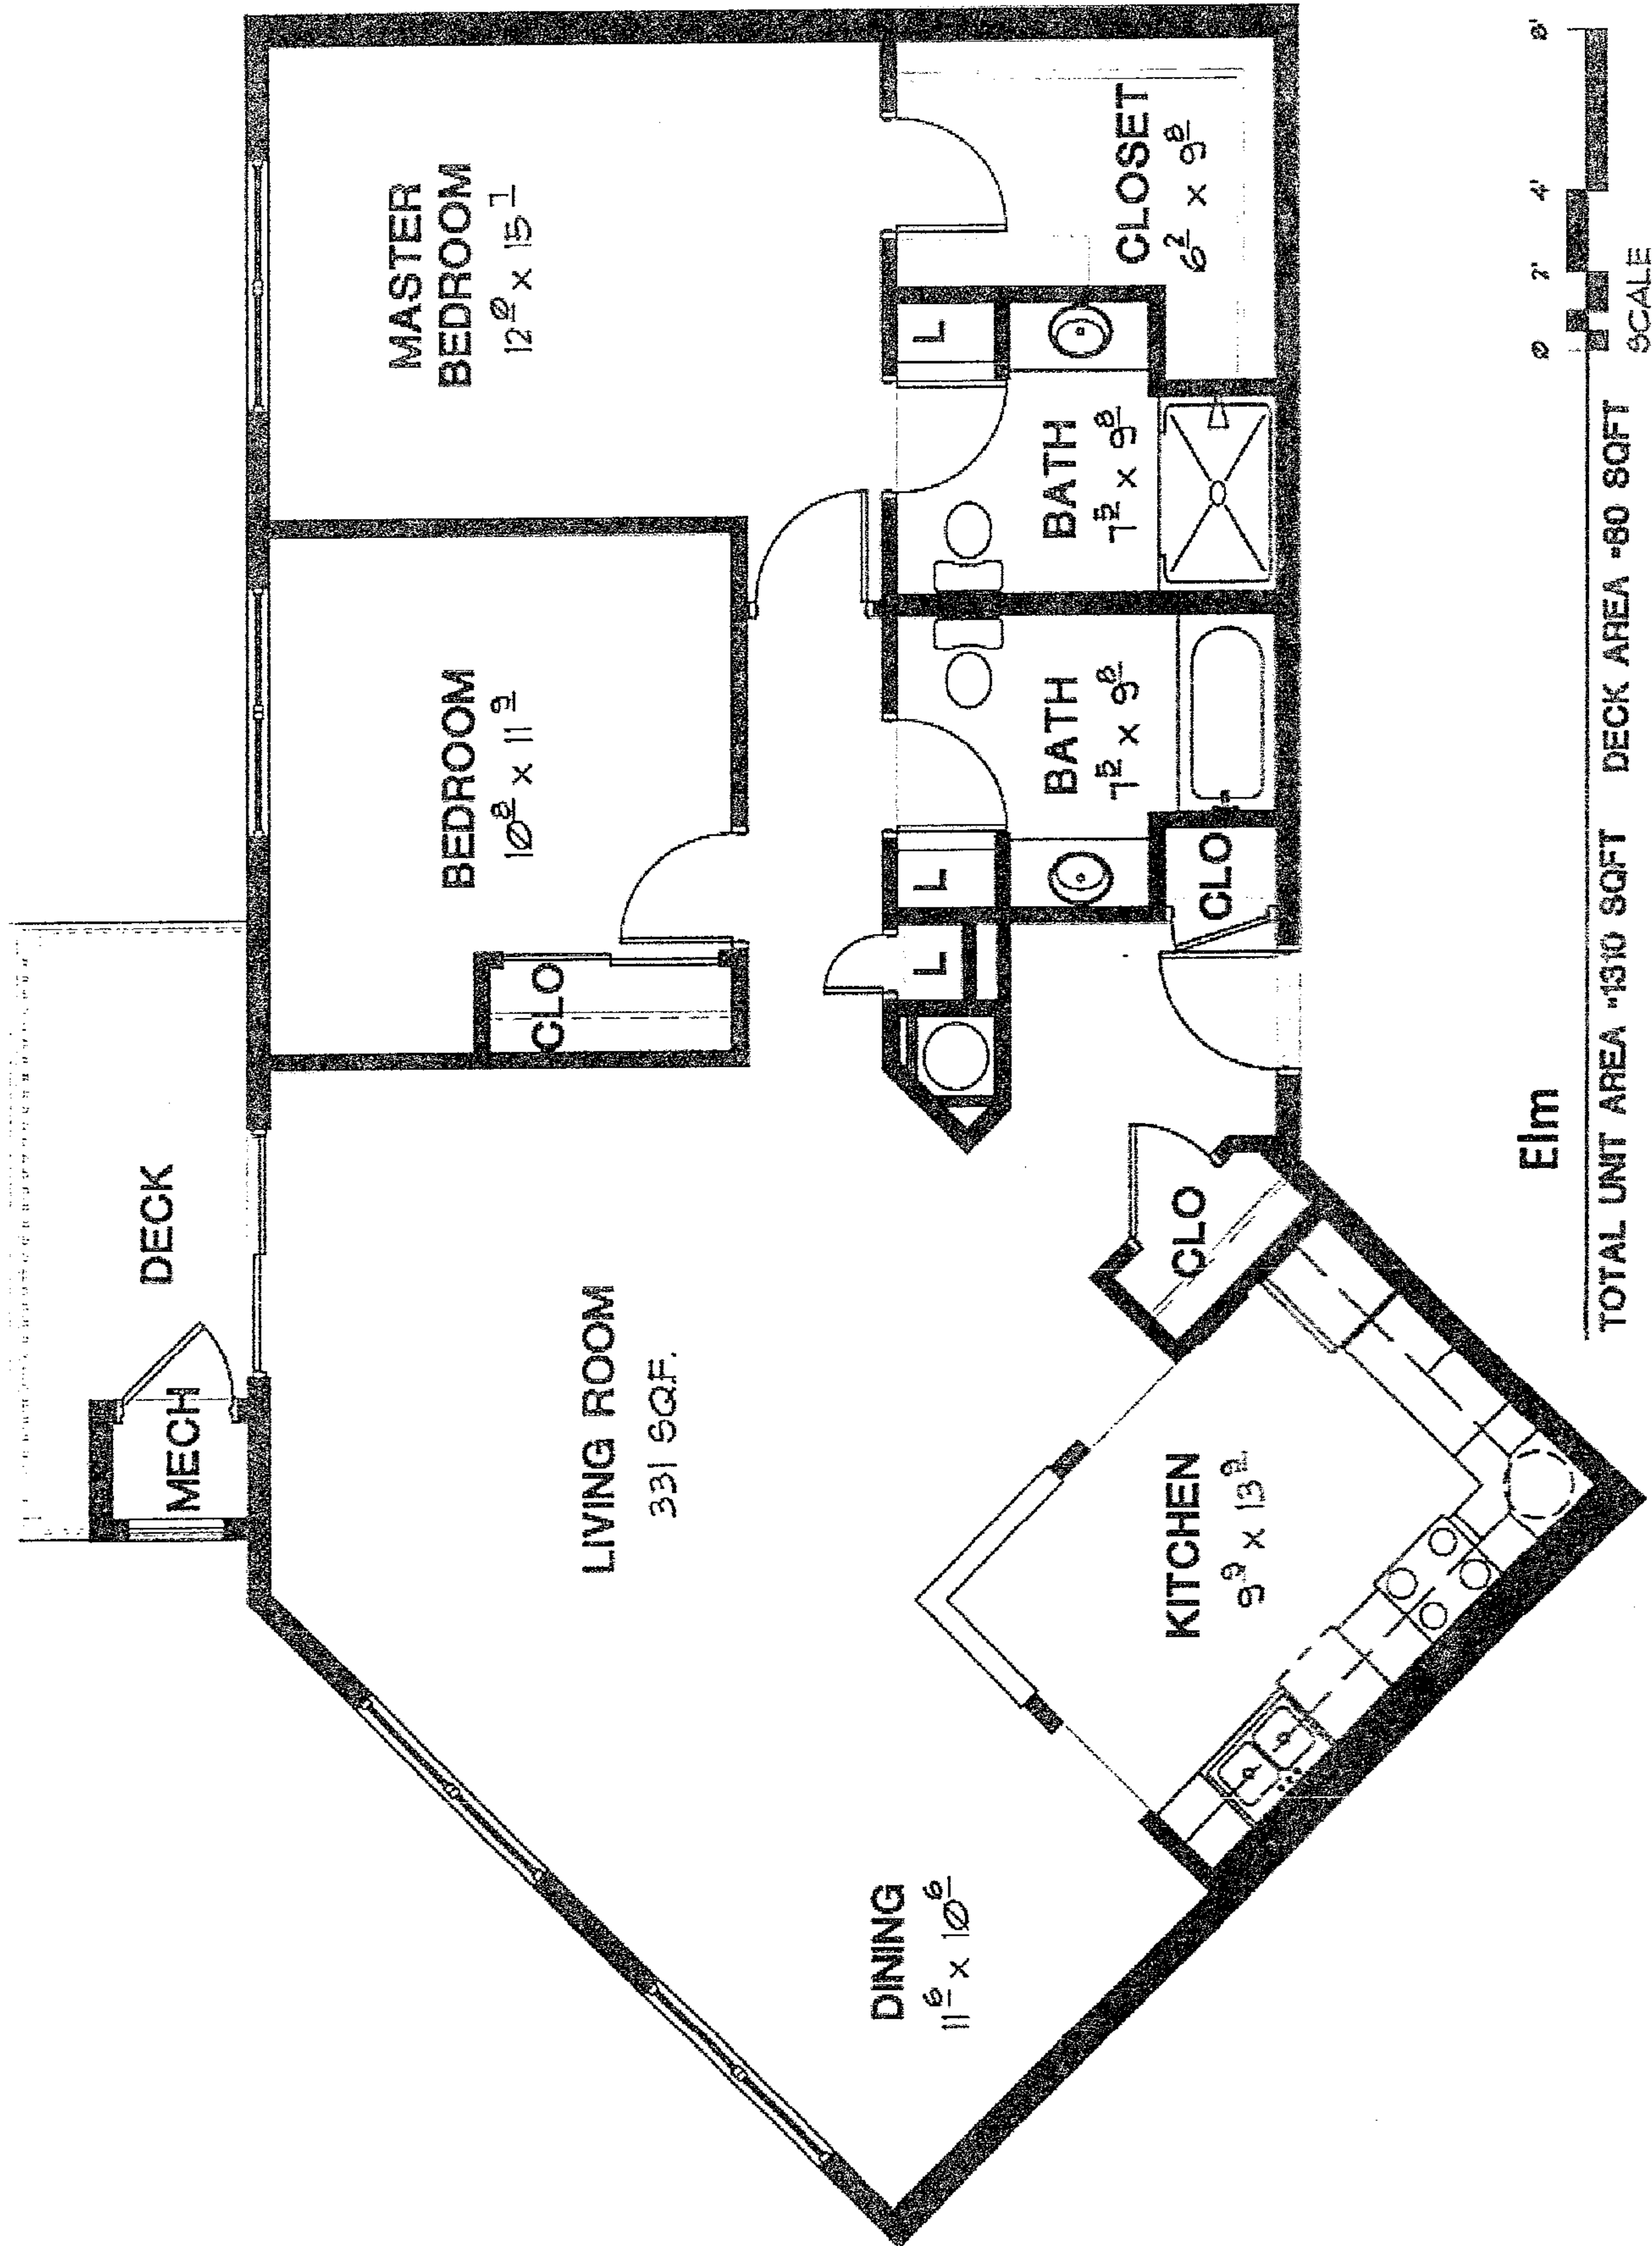 DECK
MECH
LIVING ROOM
331 SQ.F.
DINING
11⁶ x 10⁶
KITCHEN
9⁹ x 13⁹
CLO
CLO
BEDROOM
10⁸ x 11⁹
CLO
MASTER
BEDROOM
12⁰ x 15¹
L
L
L
BATH
7⁵ x 9⁸
BATH
7⁵ x 9⁸
CLOSET
6² x 9⁸
Elm
TOTAL UNIT AREA -1310 SQFT DECK AREA -80 SQFT
0 2' 4' 8'
SCALE